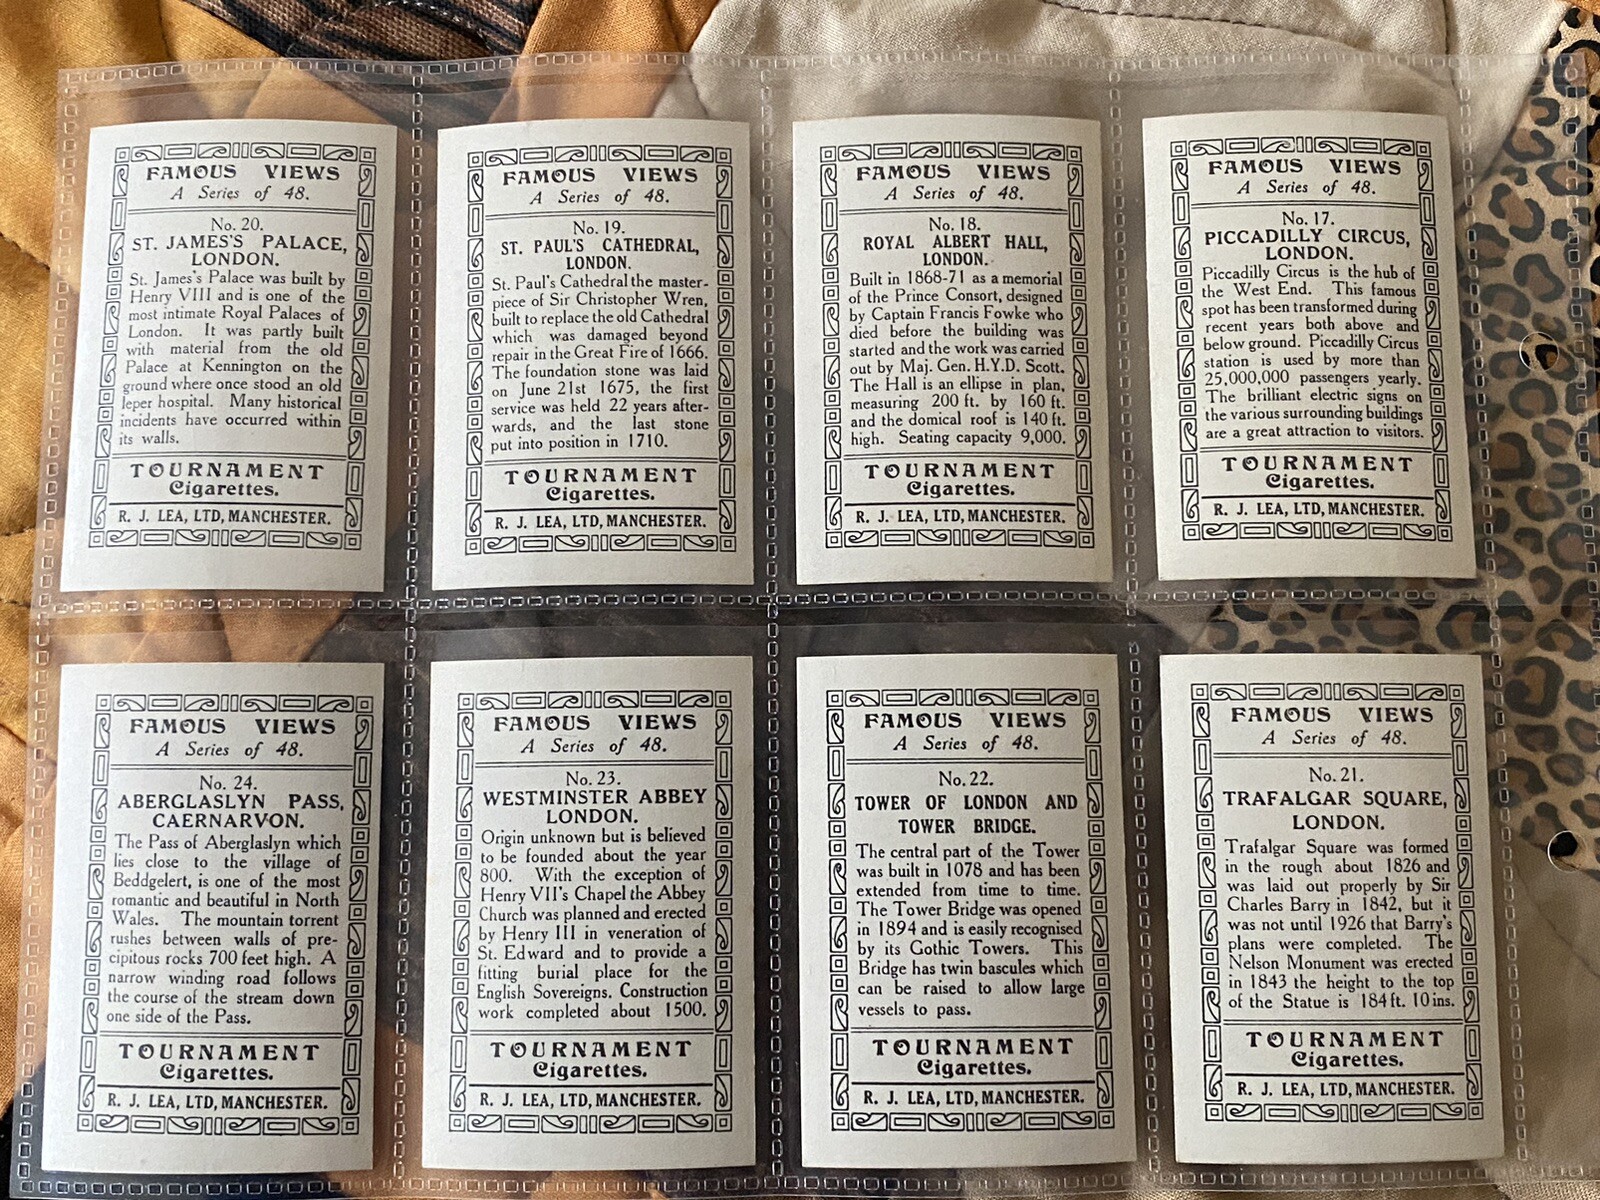 FAMOUS VIEWS
A Series of 48.
No. 20.
ST. JAMES'S PALACE,
LONDON.
St. James's Palace was built by
Henry VIII and is one of the
most intimate Royal Palaces of
London. It was partly built
with material from the old
Palace at Kennington on the
ground where once stood an old
leper hospital. Many historical
incidents have occurred within
its walls.
TOURNAMENT
Cigarettes.
R. J. LEA, LTD, MANCHESTER.
FAMOUS VIEWS
A Series of 48.
No. 19.
ST. PAUL'S CATHEDRAL,
LONDON.
St. Paul's Cathedral the master-
piece of Sir Christopher Wren,
built to replace the old Cathedral
which was damaged beyond
repair in the Great Fire of 1666.
The foundation stone was laid
on June 21st 1675, the first
service was held 22 years after-
wards, and the last stone
put into position in 1710.
TOURNAMENT
Cigarettes.
R. J. LEA, LTD, MANCHESTER.
FAMOUS VIEWS
A Series of 48.
No. 18.
ROYAL ALBERT HALL,
LONDON.
Built in 1868-71 as a memorial
of the Prince Consort, designed
by Captain Francis Fowke who
died before the building was
started and the work was carried
out by Maj. Gen. H.Y.D. Scott.
The Hall is an ellipse in plan,
measuring 200 ft. by 160 ft.
and the domical roof is 140 ft.
high. Seating capacity 9,000.
TOURNAMENT
Cigarettes.
R. J. LEA, LTD, MANCHESTER.
FAMOUS VIEWS
A Series of 48.
No. 17.
PICCADILLY CIRCUS,
LONDON.
Piccadilly Circus is the hub of
the West End. This famous
spot has been transformed during
recent years both above and
below ground. Piccadilly Circus
station is used by more than
25,000,000 passengers yearly.
The brilliant electric signs on
the various surrounding buildings
are a great attraction to visitors.
TOURNAMENT
Cigarettes.
R. J. LEA, LTD, MANCHESTER.
FAMOUS VIEWS
A Series of 48.
No. 24.
ABERGLASLYN PASS,
CAERNARVON.
The Pass of Aberglaslyn which
lies close to the village of
Beddgelert, is one of the most
romantic and beautiful in North
Wales. The mountain torrent
rushes between walls of pre-
cipitous rocks 700 feet high. A
narrow winding road follows
the course of the stream down
one side of the Pass.
TOURNAMENT
Cigarettes.
R. J. LEA, LTD, MANCHESTER.
FAMOUS VIEWS
A Series of 48.
No. 23.
WESTMINSTER ABBEY
LONDON.
Origin unknown but is believed
to be founded about the year
800. With the exception of
Henry VII's Chapel the Abbey
Church was planned and erected
by Henry III in veneration of
St. Edward and to provide a
fitting burial place for the
English Sovereigns. Construction
work completed about 1500.
TOURNAMENT
Cigarettes.
R. J. LEA, LTD, MANCHESTER.
FAMOUS VIEWS
A Series of 48.
No. 22.
TOWER OF LONDON AND
TOWER BRIDGE.
The central part of the Tower
was built in 1078 and has been
extended from time to time.
The Tower Bridge was opened
in 1894 and is easily recognised
by its Gothic Towers. This
Bridge has twin bascules which
can be raised to allow large
vessels to pass.
TOURNAMENT
Cigarettes.
R. J. LEA, LTD, MANCHESTER.
FAMOUS VIEWS
A Series of 48.
No. 21.
TRAFALGAR SQUARE,
LONDON.
Trafalgar Square was formed
in the rough about 1826 and
was laid out properly by Sir
Charles Barry in 1842, but it
was not until 1926 that Barry's
plans were completed. The
Nelson Monument was erected
in 1843 the height to the top
of the Statue is 184 ft. 10 ins.
TOURNAMENT
Cigarettes.
R. J. LEA, LTD, MANCHESTER.